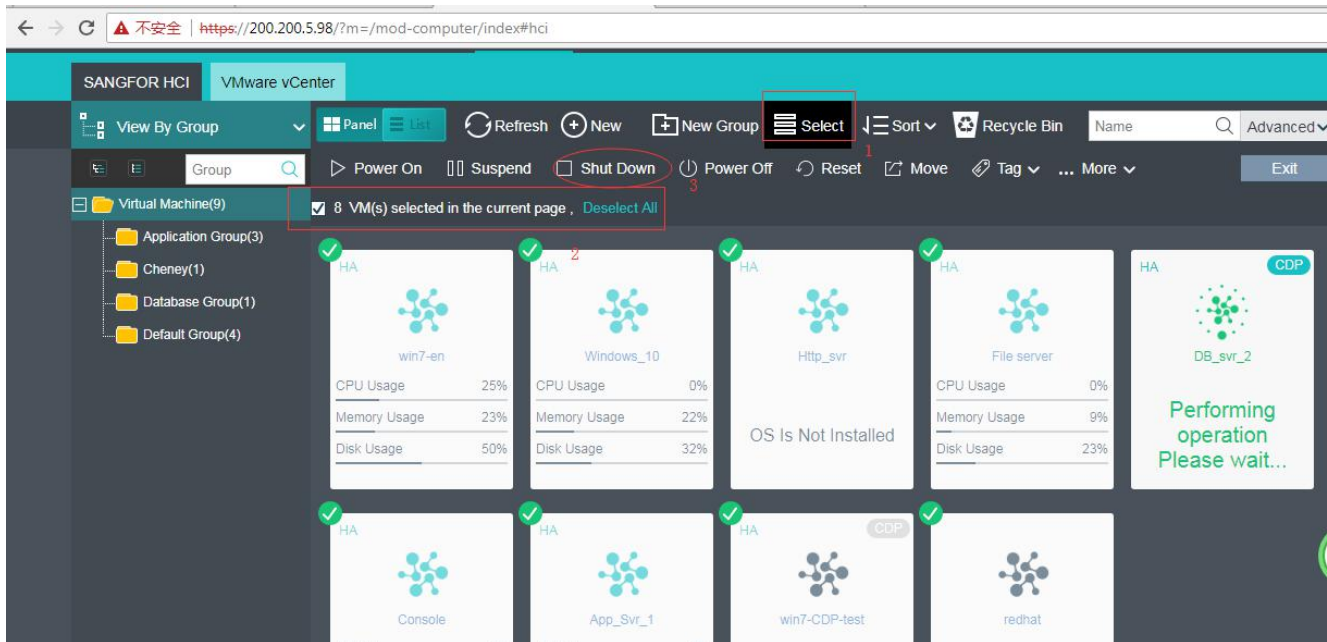 不安全 https://200.200.5.98/?m=/mod-computer/index#hci
SANGFOR HCI VMware vCenter
View By Group Panel List Refresh New New Group Select Sort Recycle Bin Name Advanced
1
Group Power On Suspend Shut Down Power Off Reset Move Tag ... More Exit
3
Virtual Machine(9) 8 VM(s) selected in the current page , Deselect All
Application Group(3)
2
Cheney(1)
Database Group(1)
Default Group(4)
HA HA HA HA HA CDP
win7-en Windows_10 Http_svr File server DB_svr_2
CPU Usage 25% CPU Usage 0% CPU Usage 0%
Memory Usage 23% Memory Usage 22% OS Is Not Installed Memory Usage 9%
Disk Usage 50% Disk Usage 32% Disk Usage 23%
Performing
operation
Please wait...
HA HA HA CDP
Console App_Svr_1 win7-CDP-test redhat